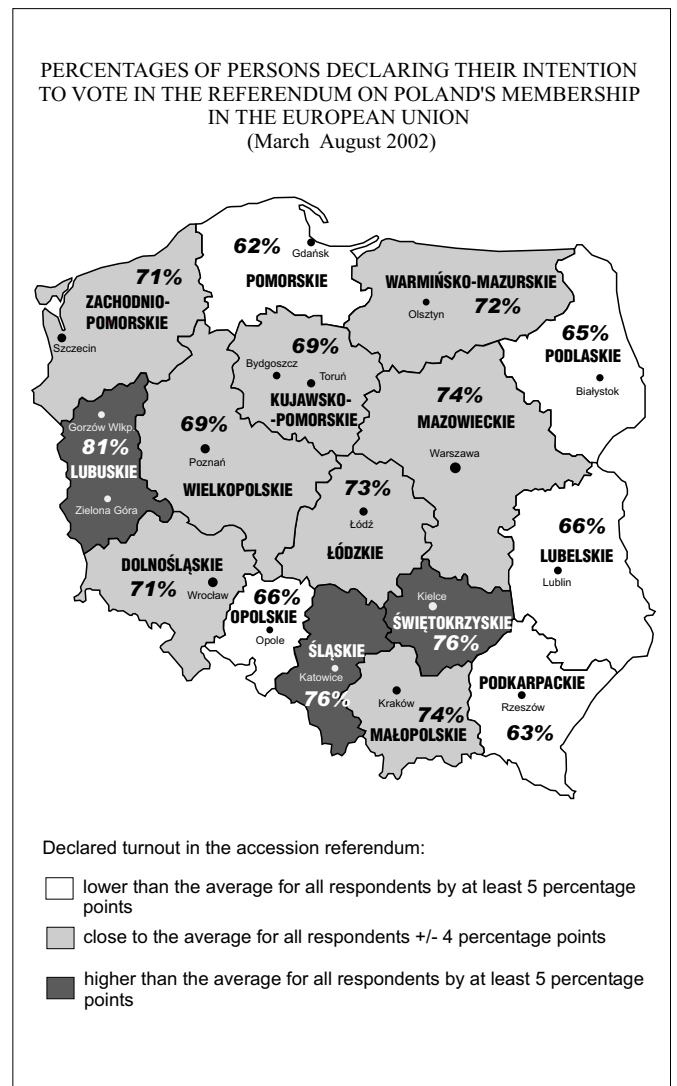 PERCENTAGES OF PERSONS DECLARING THEIR INTENTION
TO VOTE IN THE REFERENDUM ON POLAND'S MEMBERSHIP
IN THE EUROPEAN UNION
(March August 2002)
62%
Gdańsk
POMORSKIE
71%
ZACHODNIO-
POMORSKIE
Szczecin
WARMIŃSKO-MAZURSKIE
Olsztyn
72%
65%
PODLASKIE
Białystok
69%
Bydgoszcz
Toruń
KUJAWSKO-
-POMORSKIE
74%
MAZOWIECKIE
Warszawa
Gorzów Wlkp.
81%
LUBUSKIE
Zielona Góra
69%
Poznań
WIELKOPOLSKIE
73%
Łódź
ŁÓDZKIE
66%
LUBELSKIE
Lublin
DOLNOŚLĄSKIE
71%
Wrocław
66%
OPOLSKIE
Opole
ŚLĄSKIE
Katowice
76%
Kielce
ŚWIĘTOKRZYSKIE
76%
Kraków
74%
MAŁOPOLSKIE
PODKARPACKIE
Rzeszów
63%
Declared turnout in the accession referendum:
lower than the average for all respondents by at least 5 percentage
points
close to the average for all respondents +/- 4 percentage points
higher than the average for all respondents by at least 5 percentage
points